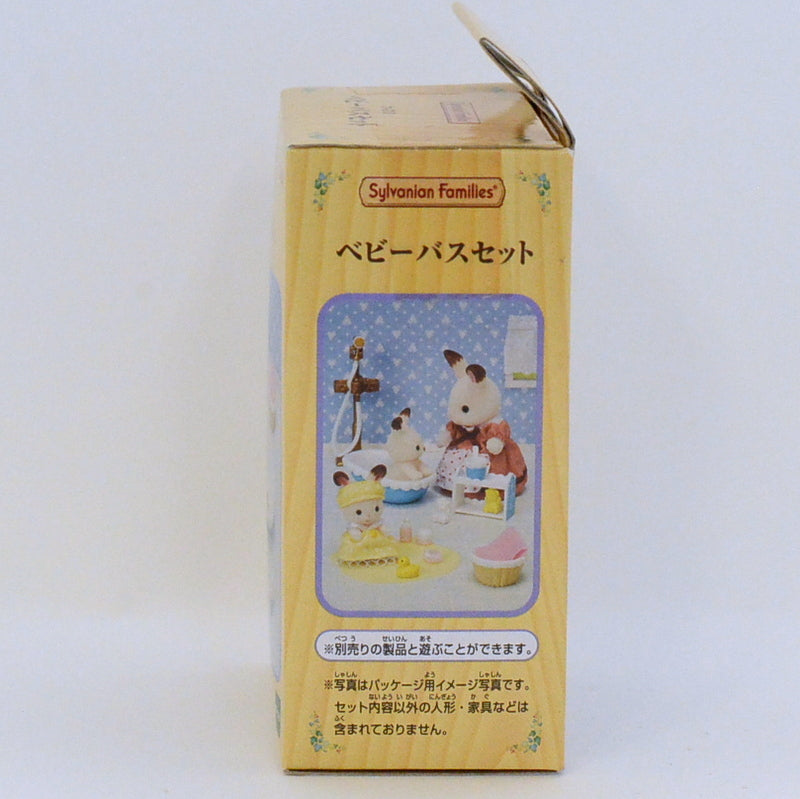 Sylvanian Families®
ベビーバスセット
※別売りの製品と遊ぶことができます。
※写真はパッケージ用イメージ写真です。
セット内容以外の人形・家具などは
含まれておりません。